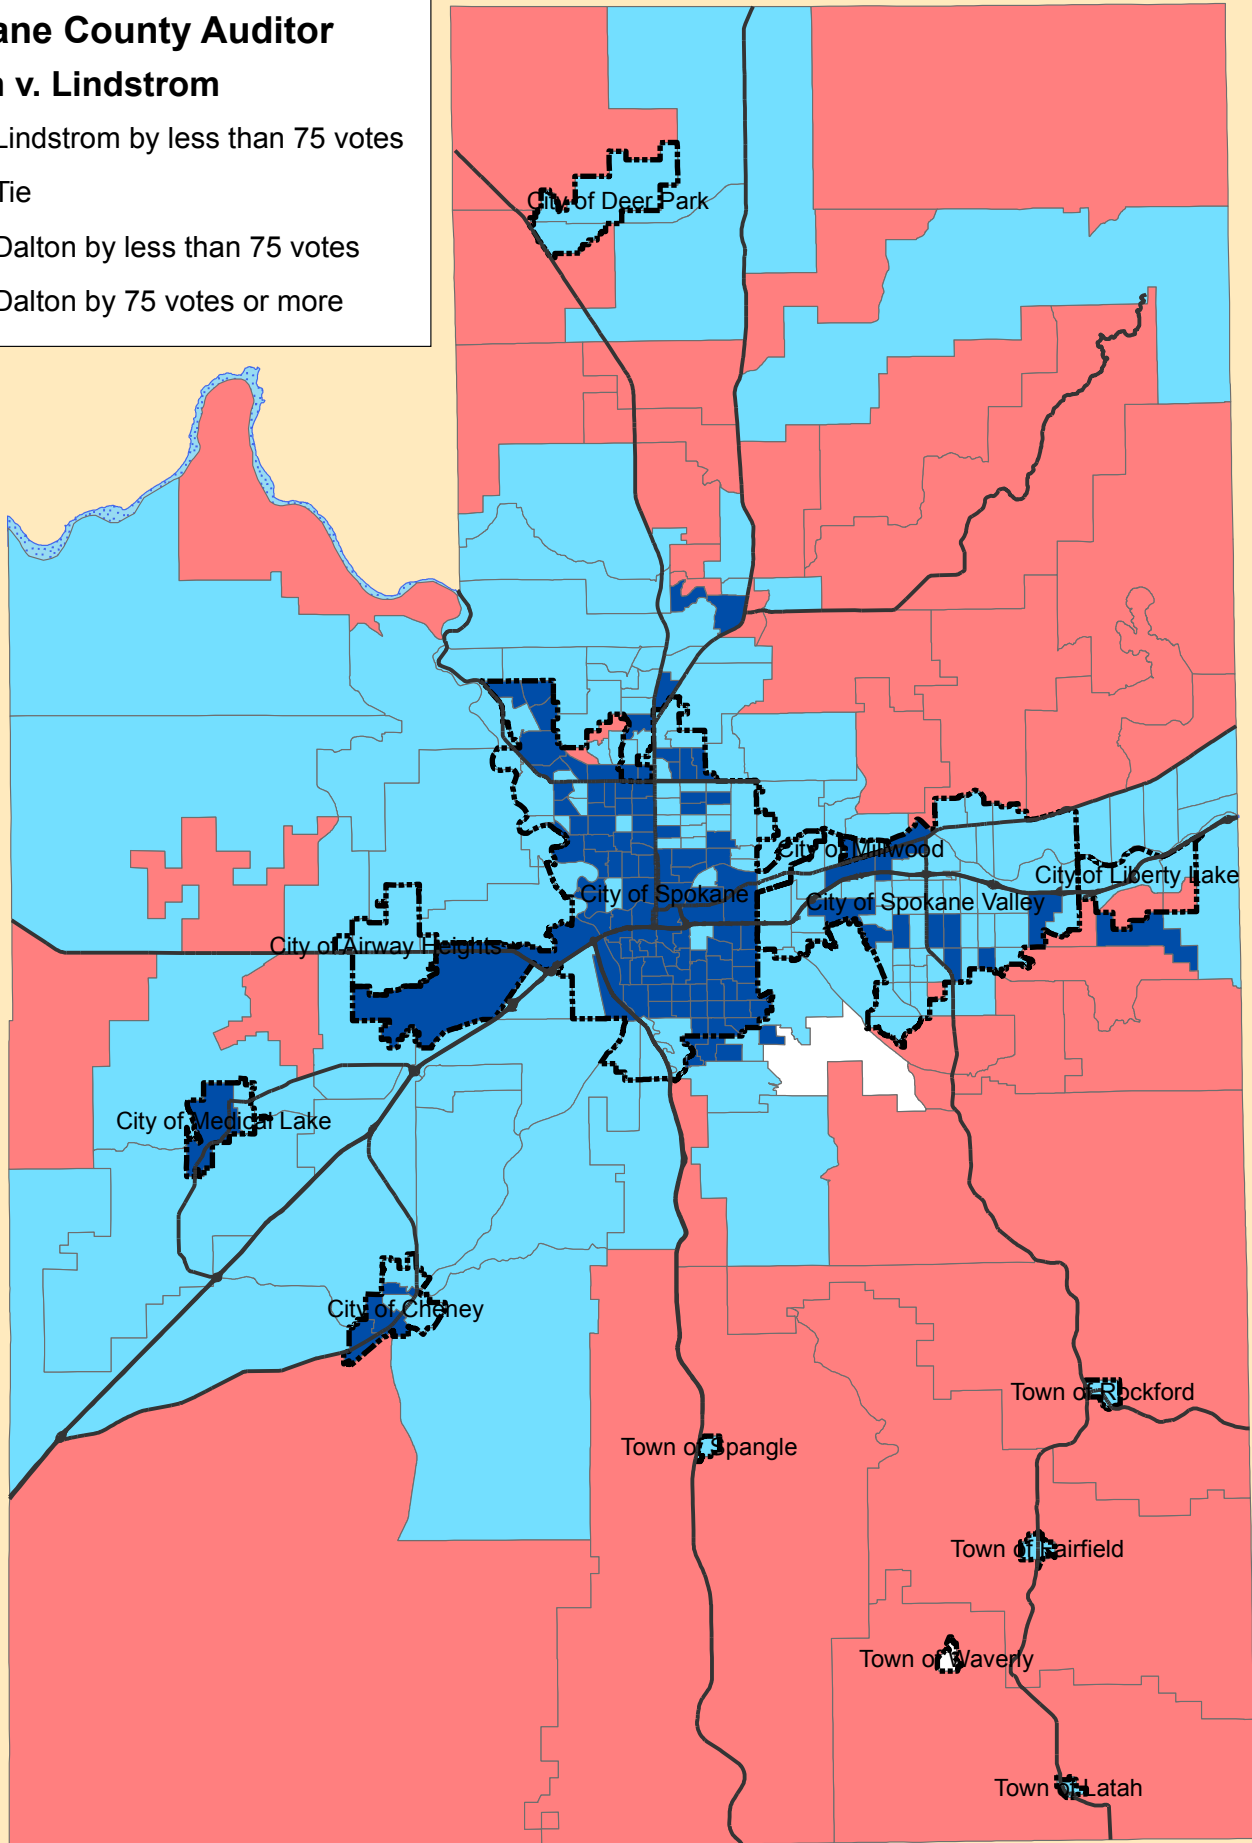 ane County Auditor
n v. Lindstrom
Lindstrom by less than 75 votes
Tie
Dalton by less than 75 votes
Dalton by 75 votes or more
City of Deer Park
City of Millwood
City of Liberty Lake
City of Spokane
City of Spokane Valley
City of Airway Heights
City of Medical Lake
City of Cheney
Town of Rockford
Town of Spangle
Town of Fairfield
Town of Waverly
Town of Latah